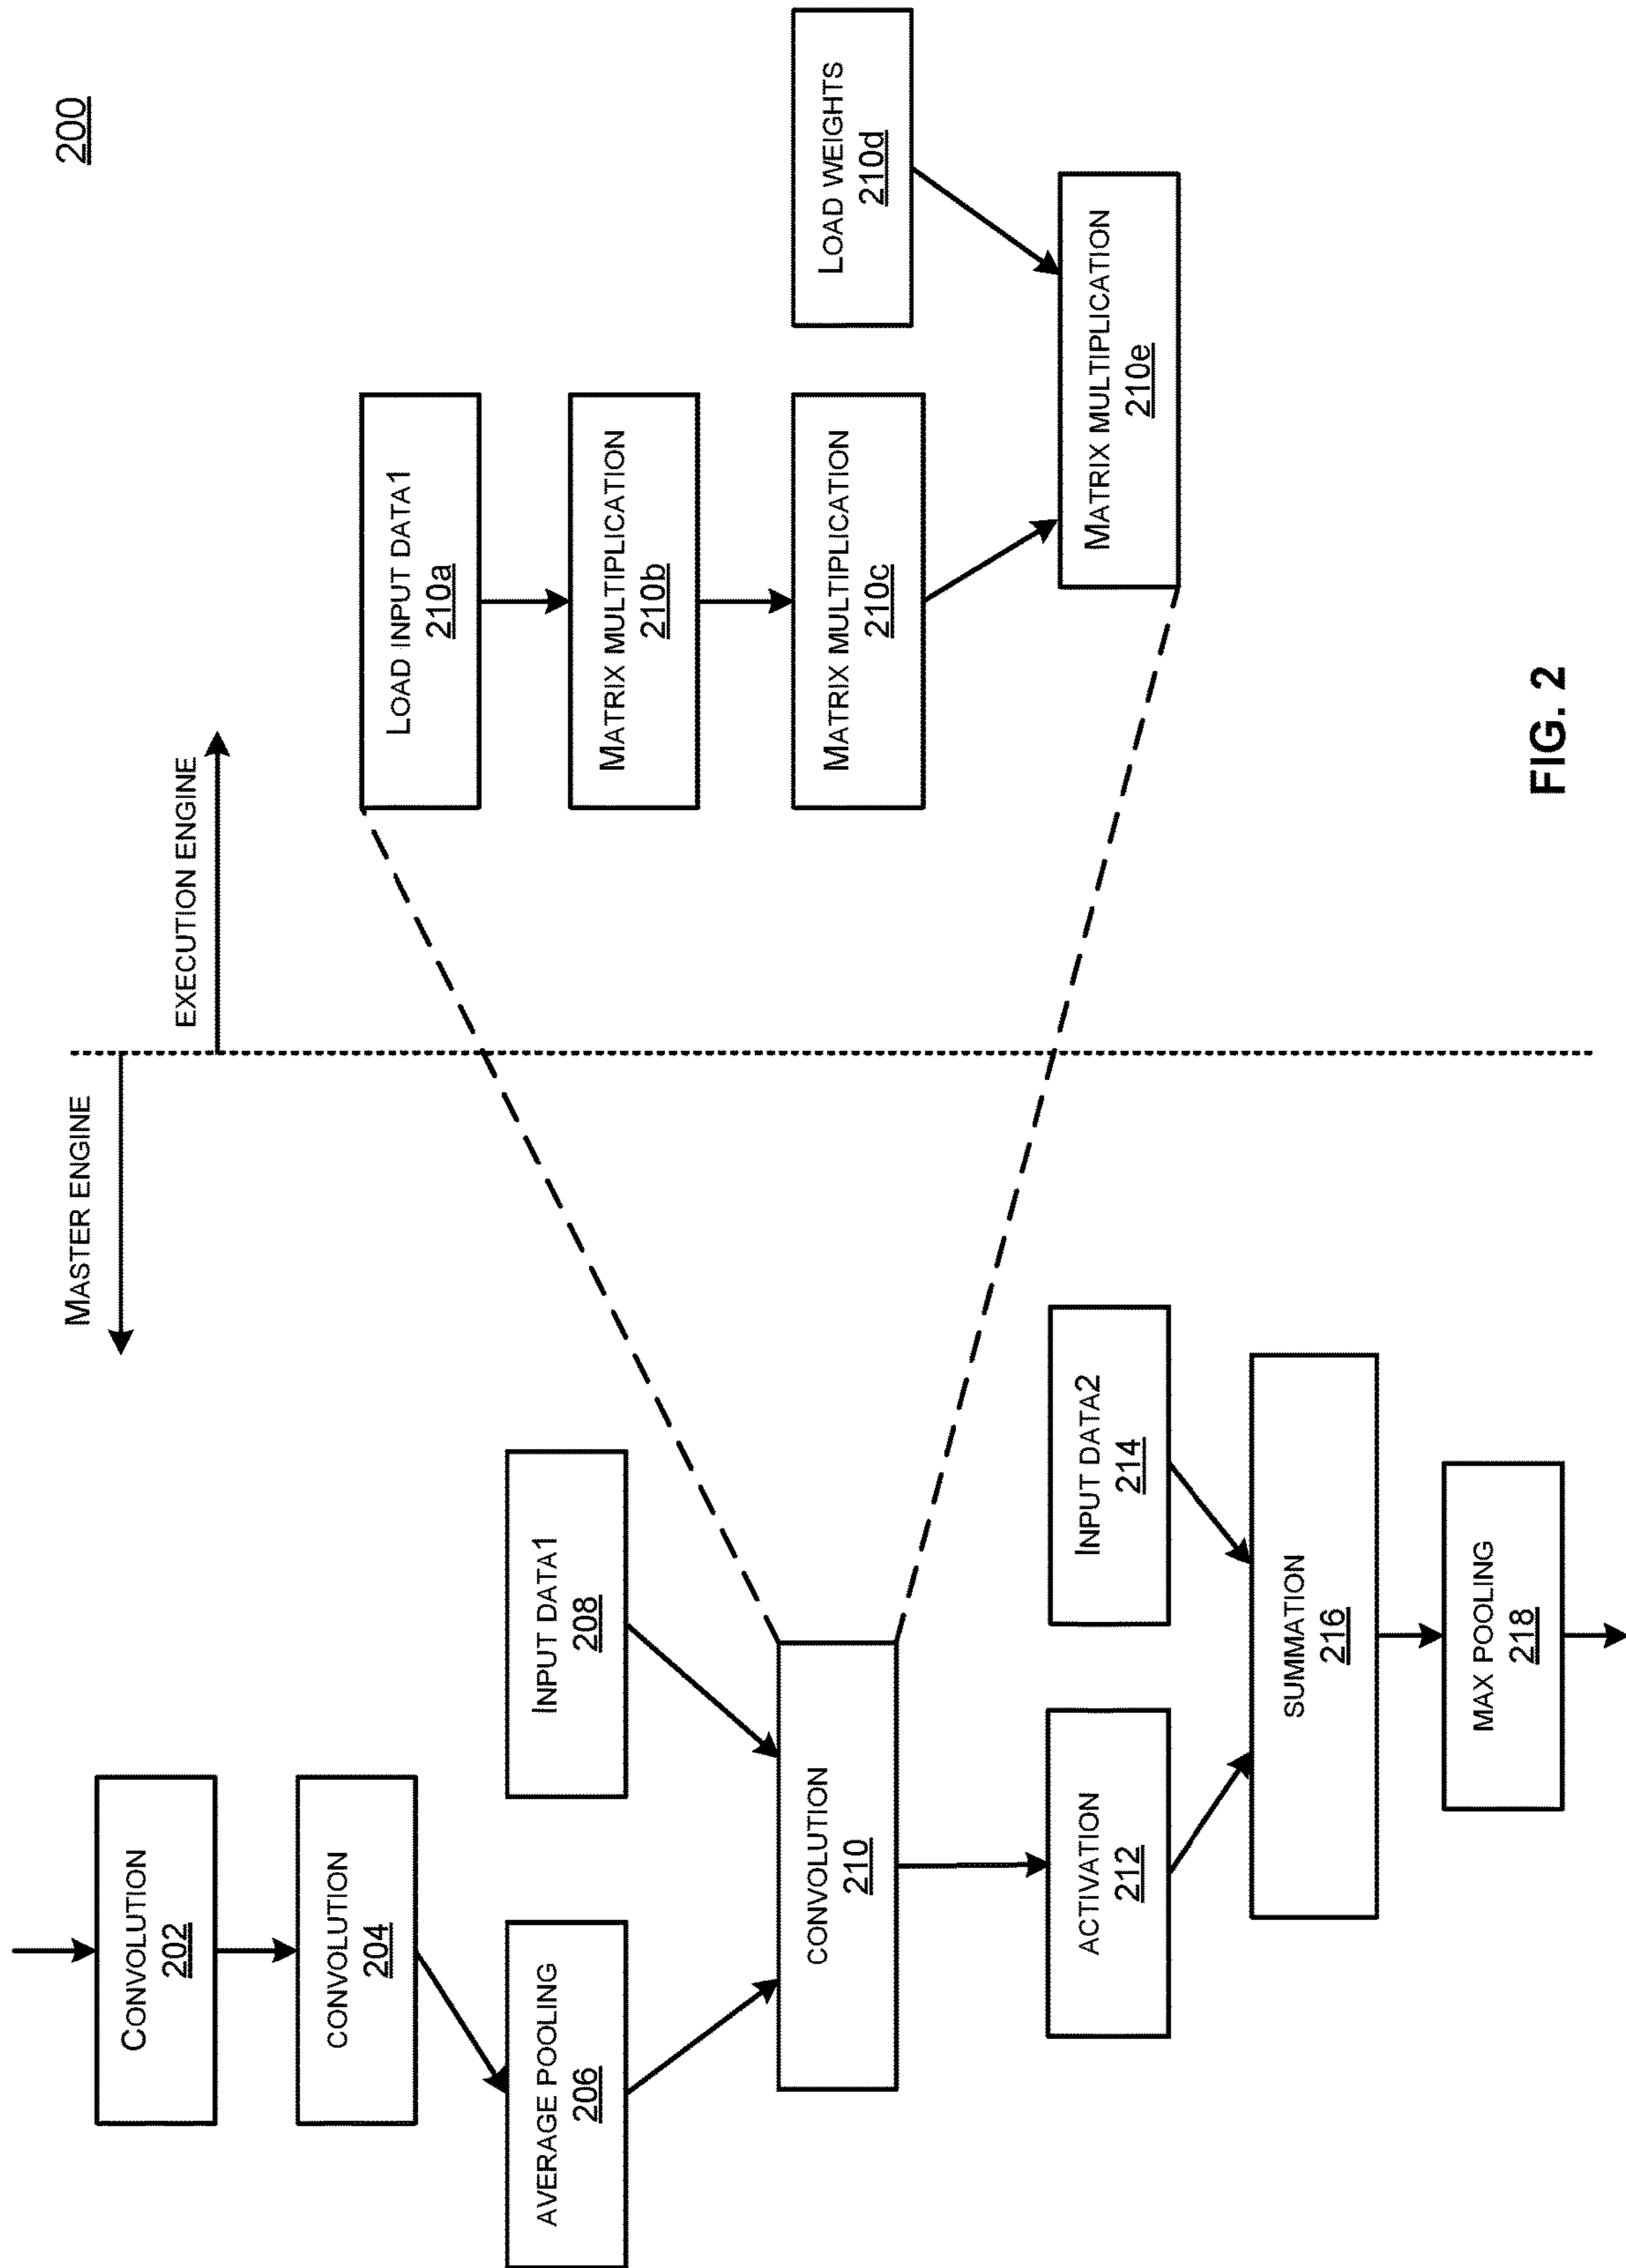 200
MASTER ENGINE
EXECUTION ENGINE
CONVOLUTION
202
CONVOLUTION
204
AVERAGE POOLING
206
INPUT DATA1
208
CONVOLUTION
210
ACTIVATION
212
INPUT DATA2
214
SUMMATION
216
MAX POOLING
218
LOAD INPUT DATA1
210a
MATRIX MULTIPLICATION
210b
MATRIX MULTIPLICATION
210c
LOAD WEIGHTS
210d
MATRIX MULTIPLICATION
210e
FIG. 2